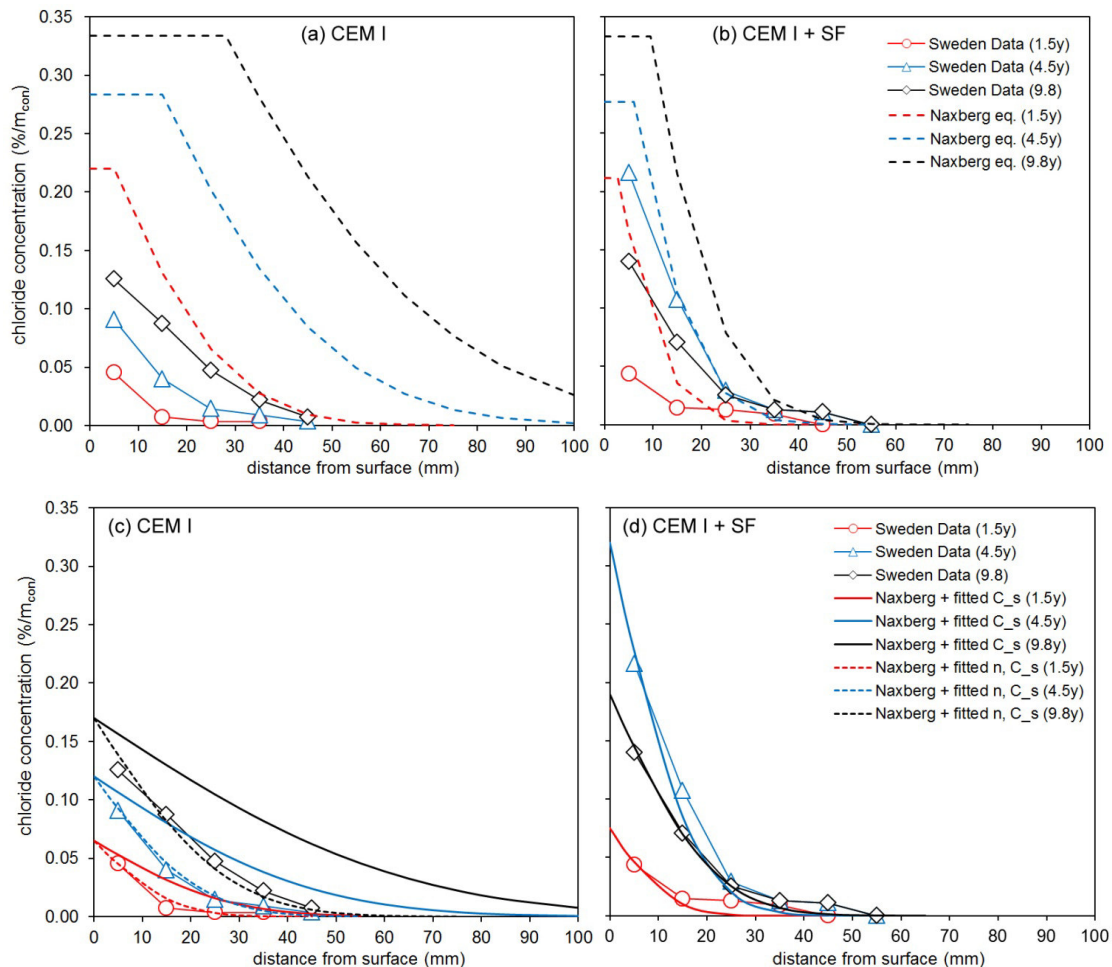 (a) CEM I
(b) CEM I + SF
chloride concentration (%/m_con)
0.35
0.30
0.25
0.20
0.15
0.10
0.05
0.00
0 10 20 30 40 50 60 70 80 90 100
distance from surface (mm)
Sweden Data (1.5y)
Sweden Data (4.5y)
Sweden Data (9.8)
Naxberg eq. (1.5y)
Naxberg eq. (4.5y)
Naxberg eq. (9.8y)
0 10 20 30 40 50 60 70 80 90 100
distance from surface (mm)
(c) CEM I
(d) CEM I + SF
chloride concentration (%/m_con)
0.35
0.30
0.25
0.20
0.15
0.10
0.05
0.00
0 10 20 30 40 50 60 70 80 90 100
distance from surface (mm)
Sweden Data (1.5y)
Sweden Data (4.5y)
Sweden Data (9.8)
Naxberg + fitted C_s (1.5y)
Naxberg + fitted C_s (4.5y)
Naxberg + fitted C_s (9.8y)
Naxberg + fitted n, C_s (1.5y)
Naxberg + fitted n, C_s (4.5y)
Naxberg + fitted n, C_s (9.8y)
0 10 20 30 40 50 60 70 80 90 100
distance from surface (mm)